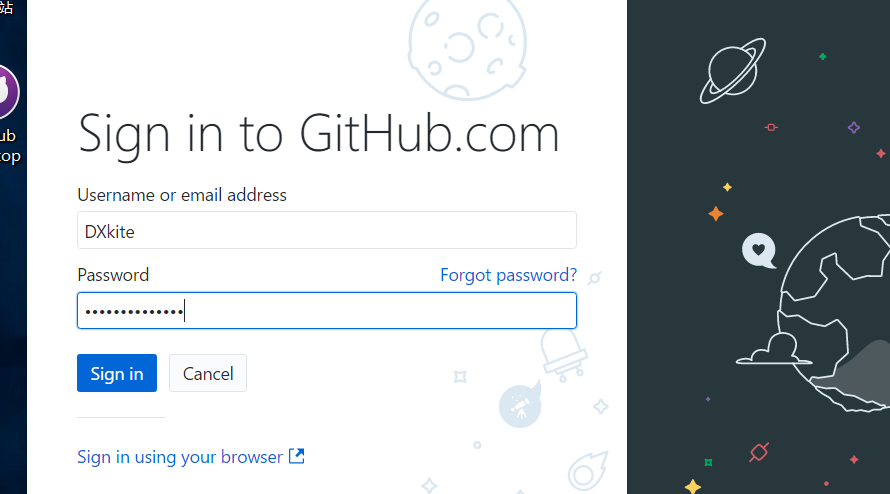 站
ub
top
Sign in to GitHub.com
Username or email address
DXkite
Password
Forgot password?
••••••••••••••
Sign in
Cancel
Sign in using your browser